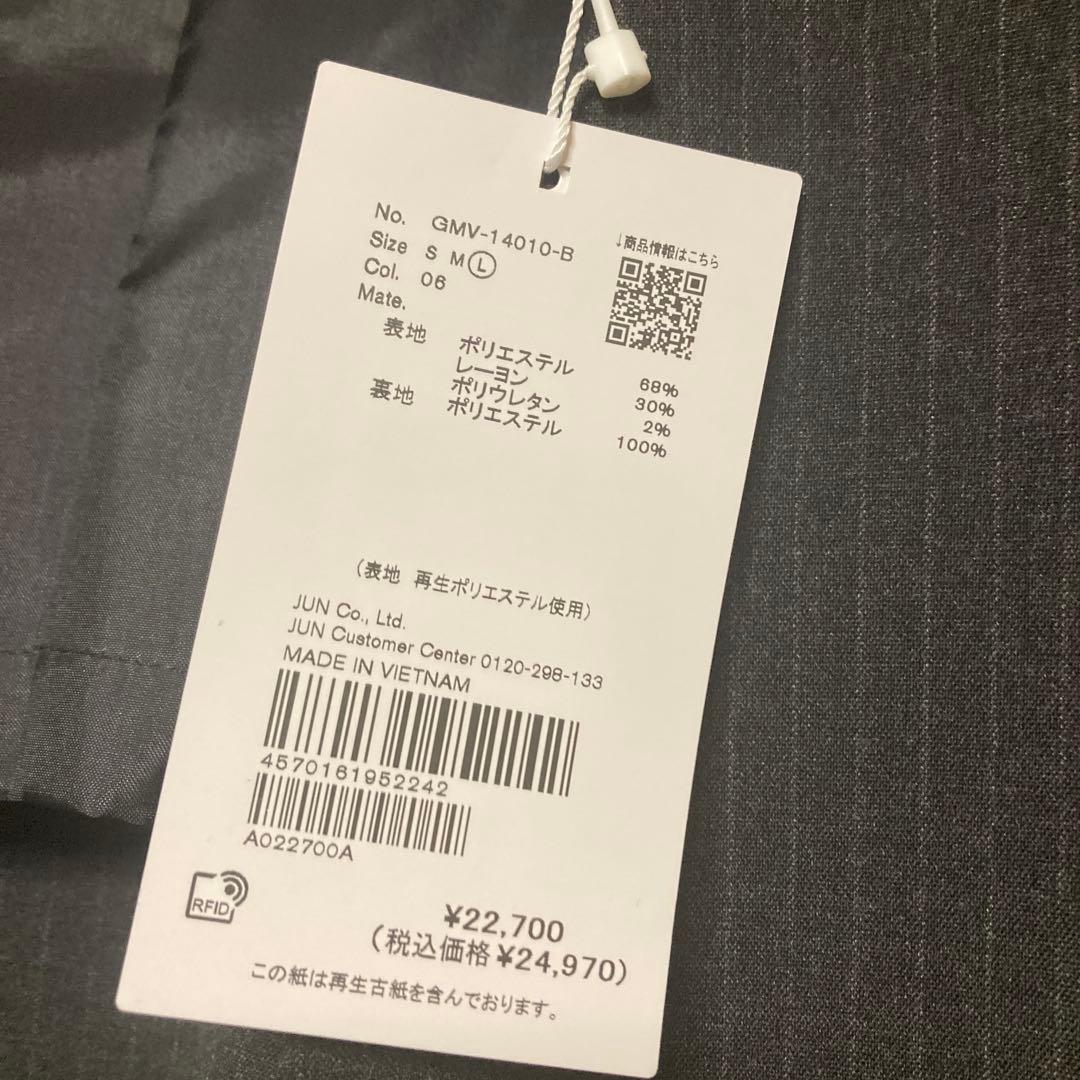 No. GMV-14010-B
Size S M L
Col. 06
Mate.
↓商品情報はこちら
表地 ポリエステル 68%
レーヨン 30%
ポリウレタン 2%
裏地 ポリエステル 100%
(表地 再生ポリエステル使用)
JUN Co., Ltd.
JUN Customer Center 0120-298-133
MADE IN VIETNAM
4570161952242
A022700A
RFID
¥22,700
(税込価格¥24,970)
この紙は再生古紙を含んでおります。